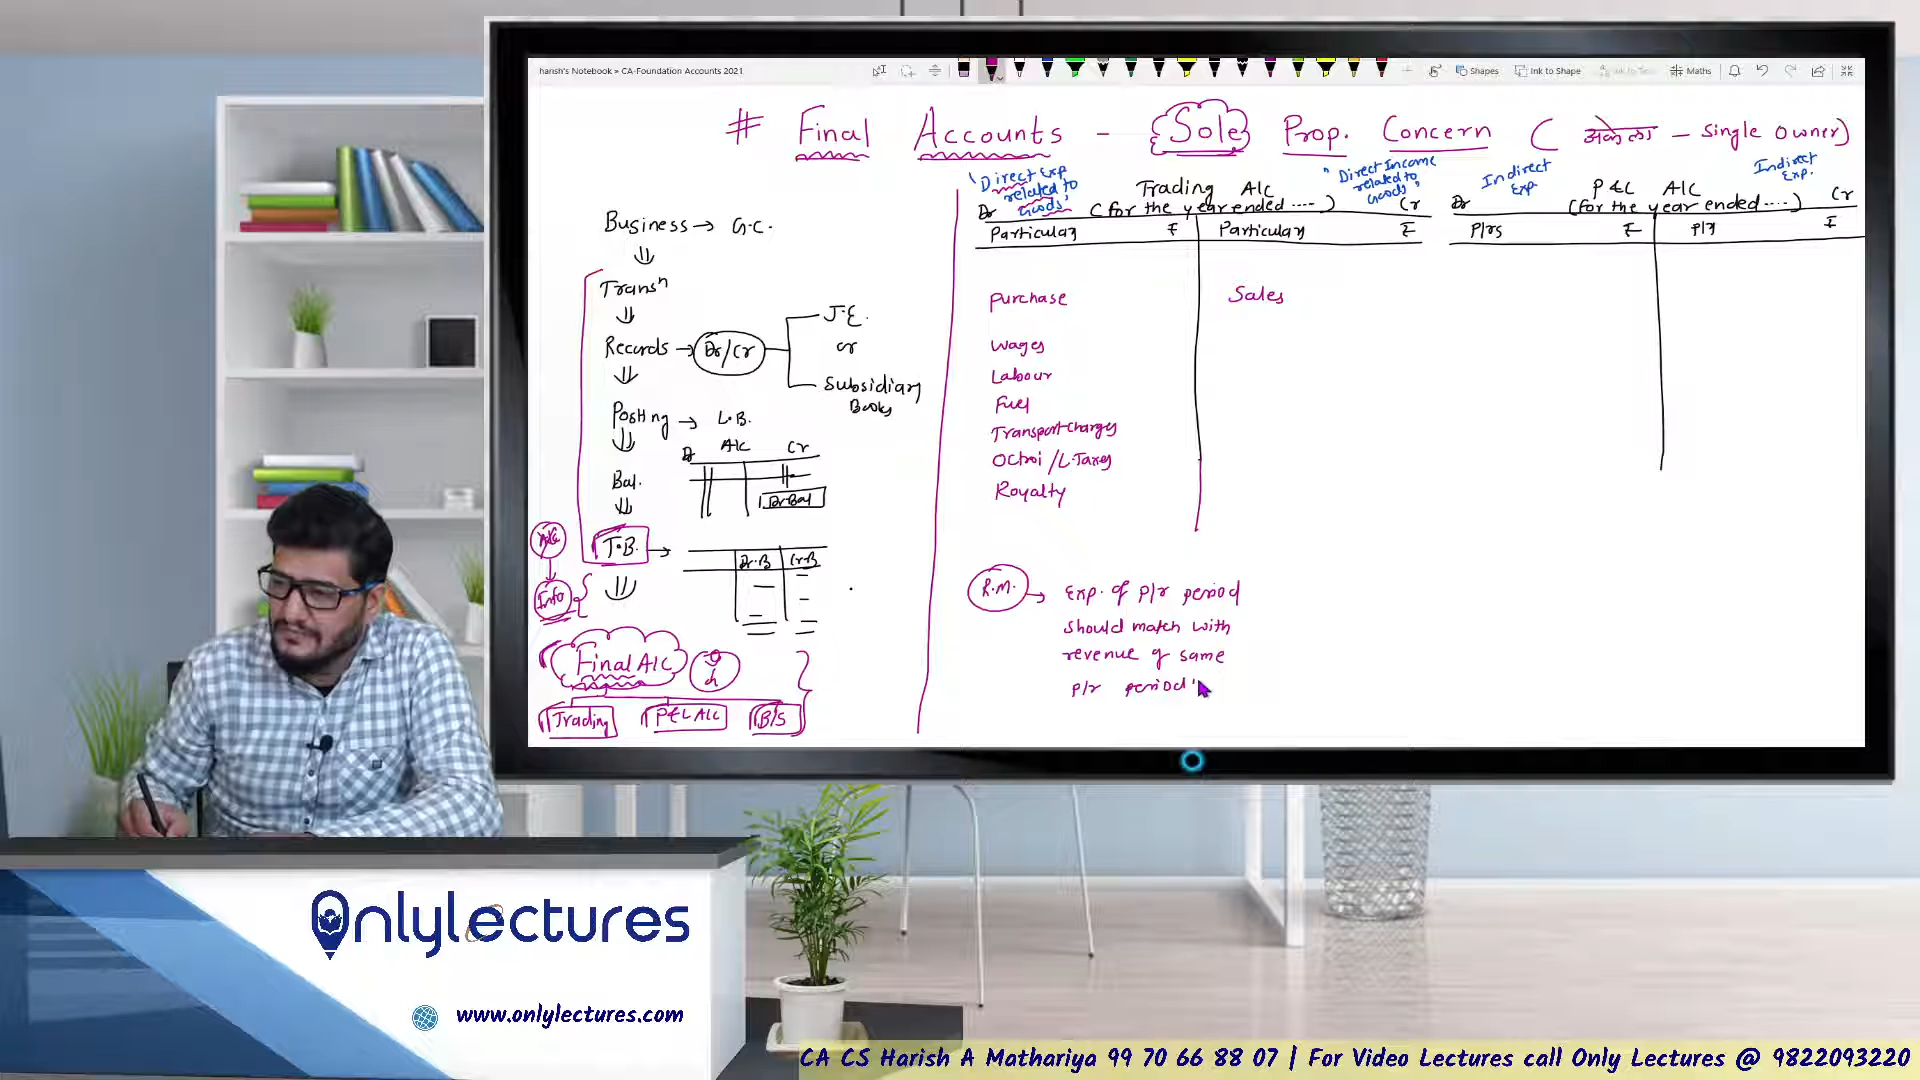 harish's Notebook > CA-Foundation Accounts 2021
Shapes
Ink to Shape
Maths
# Final Accounts - Sole Prop. Concern ( अकेला - Single Owner)
Business → G.C.
Transn
Records → Dr/Cr
J.E.
or
Subsidiary
Books
Posting → L.B.
Dr A/C Cr
Bal.
Dr Bal
T.B. →
Dr.B Cr.B
Info
Final A/C
Trading P&L A/C B/S
"Direct Exp
related to
Goods"
Trading A/C
"Direct Income
related to
Goods"
Dr (for the year ended ....) Cr
Particular ₹ Particular ₹
Purchase Sales
Wages
Labour
Fuel
Transport Charges
Octroi /L.Taxes
Royalty
R.M. → Exp. of p/r period
should match with
revenue of same
p/r period"
Indirect
Exp
P & L A/C
Indirect
Exp.
Dr (for the year ended ....) Cr
P/rs ₹ P/r ₹
Onlylectures
www.onlylectures.com
CA CS Harish A Mathariya 99 70 66 88 07 | For Video Lectures call Only Lectures @ 9822093220